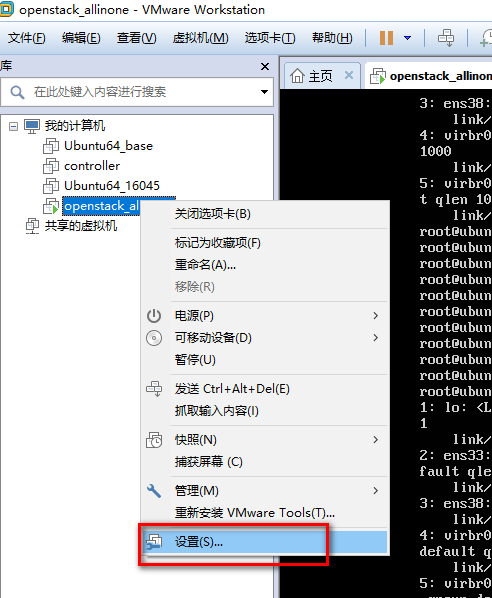 openstack_allinone - VMware Workstation
文件(F) 编辑(E) 查看(V) 虚拟机(M) 选项卡(T) 帮助(H)
库
在此处键入内容进行搜索
主页
openstack_allinon
我的计算机
Ubuntu64_base
controller
Ubuntu64_16045
openstack_al
共享的虚拟机
关闭选项卡(B)
标记为收藏项(F)
重命名(A)...
移除(R)
电源(P)
可移动设备(D)
暂停(U)
发送 Ctrl+Alt+Del(E)
抓取输入内容(I)
快照(N)
捕获屏幕 (C)
管理(M)
重新安装 VMware Tools(T)...
设置(S)...
3: ens38:
link/
4: virbr0
1000
link/
5: virbr0
t qlen 10
link/
root@ubun
root@ubun
root@ubun
root@ubun
root@ubun
root@ubun
root@ubun
root@ubun
root@ubun
root@ubun
root@ubun
1: lo: <L
1
link/
2: ens33:
fault qle
link/
3: ens38:
link/
4: virbr0
default q
link/
5: virbr0